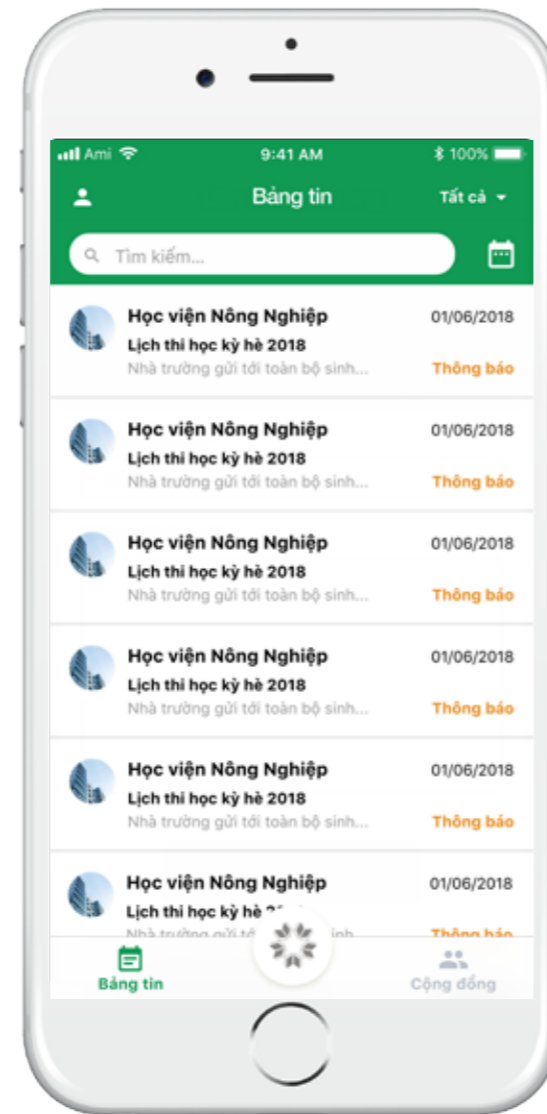 Ami 9:41 AM 100%
Bảng tin Tất cả
Tìm kiếm...
Học viện Nông Nghiệp 01/06/2018
Lịch thi học kỳ hè 2018
Nhà trường gửi tới toàn bộ sinh... Thông báo
Học viện Nông Nghiệp 01/06/2018
Lịch thi học kỳ hè 2018
Nhà trường gửi tới toàn bộ sinh... Thông báo
Học viện Nông Nghiệp 01/06/2018
Lịch thi học kỳ hè 2018
Nhà trường gửi tới toàn bộ sinh... Thông báo
Học viện Nông Nghiệp 01/06/2018
Lịch thi học kỳ hè 2018
Nhà trường gửi tới toàn bộ sinh... Thông báo
Học viện Nông Nghiệp 01/06/2018
Lịch thi học kỳ hè 2018
Nhà trường gửi tới toàn bộ sinh... Thông báo
Học viện Nông Nghiệp 01/06/2018
Lịch thi học kỳ hè
Nhà trường gửi Thông báo
Bảng tin Cộng đồng